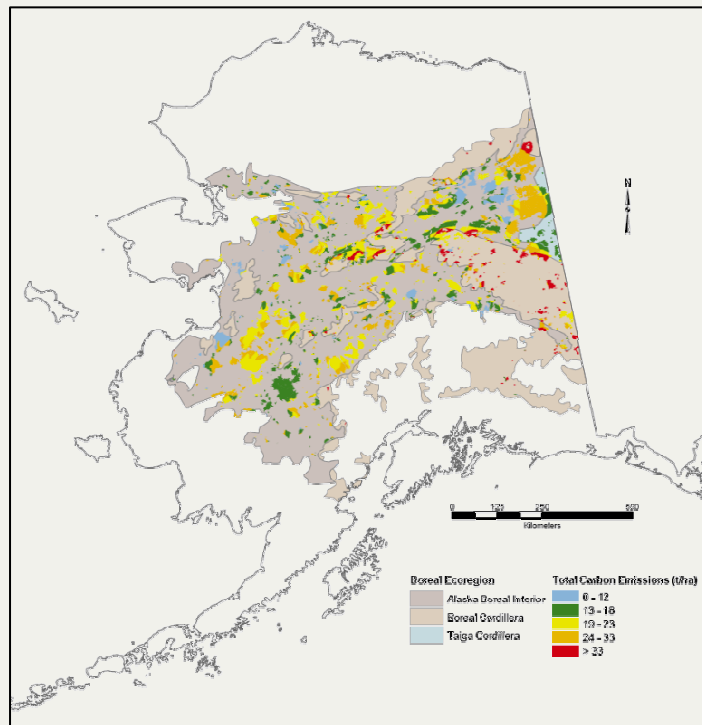 N
0 125 250 500
Kilometers
Boreal Ecoregion
Alaska Boreal Interior
Boreal Cordillera
Taiga Cordillera
Total Carbon Emissions (t/ha)
0 - 12
13 - 18
19 - 23
24 - 33
> 33